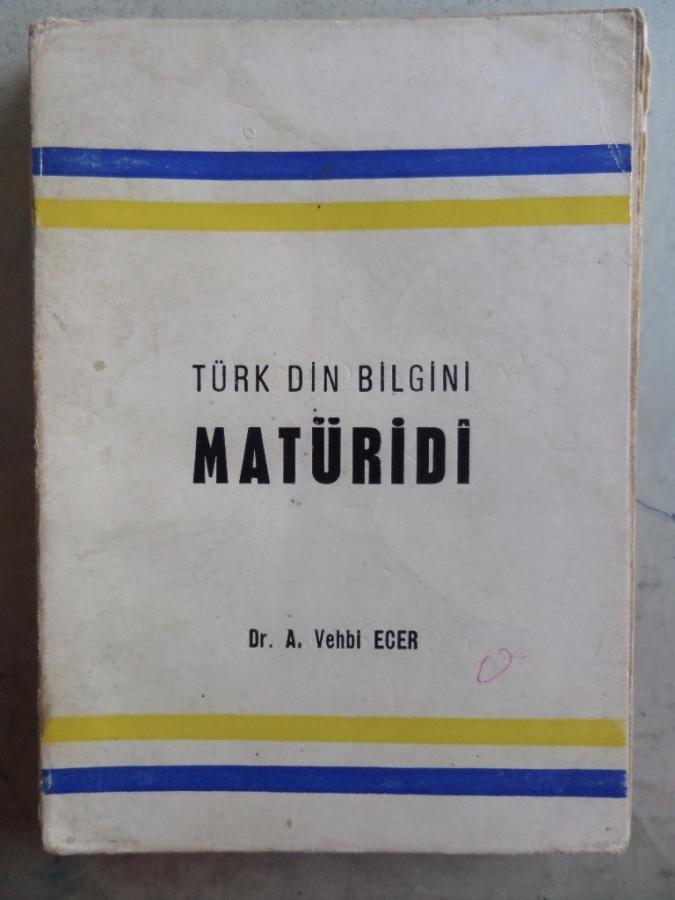 TÜRK DİN BİLGİNİ
MATÜRİDÎ
Dr. A. Vehbi ECER